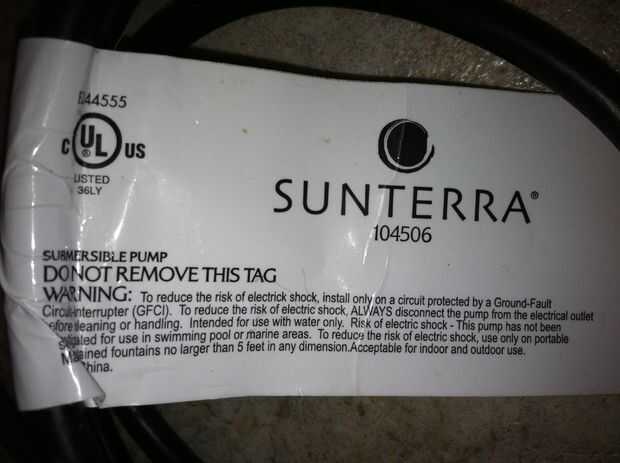 44555
C UL US
®
LISTED
36LY
SUNTERRA®
104506
SUBMERSIBLE PUMP
DO NOT REMOVE THIS TAG
WARNING: To reduce the risk of electrick shock, install only on a circuit protected by a Ground-Fault
Circuit-Interrupter (GFCI). To reduce the risk of electric shock, ALWAYS disconnect the pump from the electrical outlet
before cleaning or handling. Intended for use with water only. Risk of electric shock - This pump has not been
for use in swimming pool or marine areas. To reduce the risk of electric shock, use only on portable
fountains no larger than 5 feet in any dimension.Acceptable for indoor and outdoor use.
China.